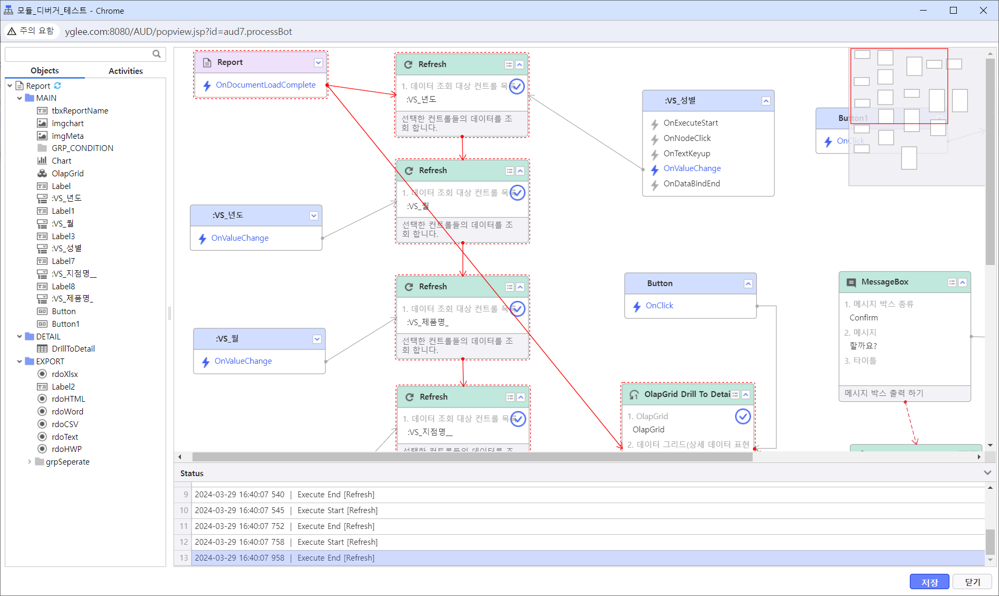 모듈_디버거_테스트 - Chrome
주의 요함
yglee.com:8080/AUD/popview.jsp?id=aud7.processBot
Objects
Activities
Report
MAIN
tbxReportName
imgchart
imgMeta
GRP_CONDITION
Chart
OlapGrid
Label
:VS_년도
Label1
:VS_월
Label3
:VS_성별
Label7
:VS_지점명__
Label8
:VS_제품명_
Button
Button1
DETAIL
DrillToDetail
EXPORT
rdoXlsx
Label2
rdoHTML
rdoWord
rdoCSV
rdoText
rdoHWP
grpSeperate
Report
OnDocumentLoadComplete
:VS_년도
OnValueChange
:VS_월
OnValueChange
Refresh
1. 데이터 조회 대상 컨트롤 목
:VS_년도
선택한 컨트롤들의 데이터를 조
회 합니다.
Refresh
1. 데이터 조회 대상 컨트롤 목록
:VS_월
선택한 컨트롤들의 데이터를 조
회 합니다.
Refresh
1. 데이터 조회 대상 컨트롤 목록
:VS_제품명_
선택한 컨트롤들의 데이터를 조
회 합니다.
Refresh
1. 데이터 조회 대상 컨트롤 목록
:VS_지점명__
선택한 컨트롤들의 데이터를 조
:VS_성별
OnExecuteStart
OnNodeClick
OnTextKeyup
OnValueChange
OnDataBindEnd
Button1
OnClick
Button
OnClick
OlapGrid Drill To Detai
1. OlapGrid
OlapGrid
2. 데이터 그리드(상세 데이터 표현
MessageBox
1. 메시지 박스 종류
Confirm
2. 메시지
할까요?
3. 타이틀
메시지 박스 출력 하기
Status
9 2024-03-29 16:40:07 540 | Execute End [Refresh]
10 2024-03-29 16:40:07 545 | Execute Start [Refresh]
11 2024-03-29 16:40:07 752 | Execute End [Refresh]
12 2024-03-29 16:40:07 758 | Execute Start [Refresh]
13 2024-03-29 16:40:07 958 | Execute End [Refresh]
저장
닫기